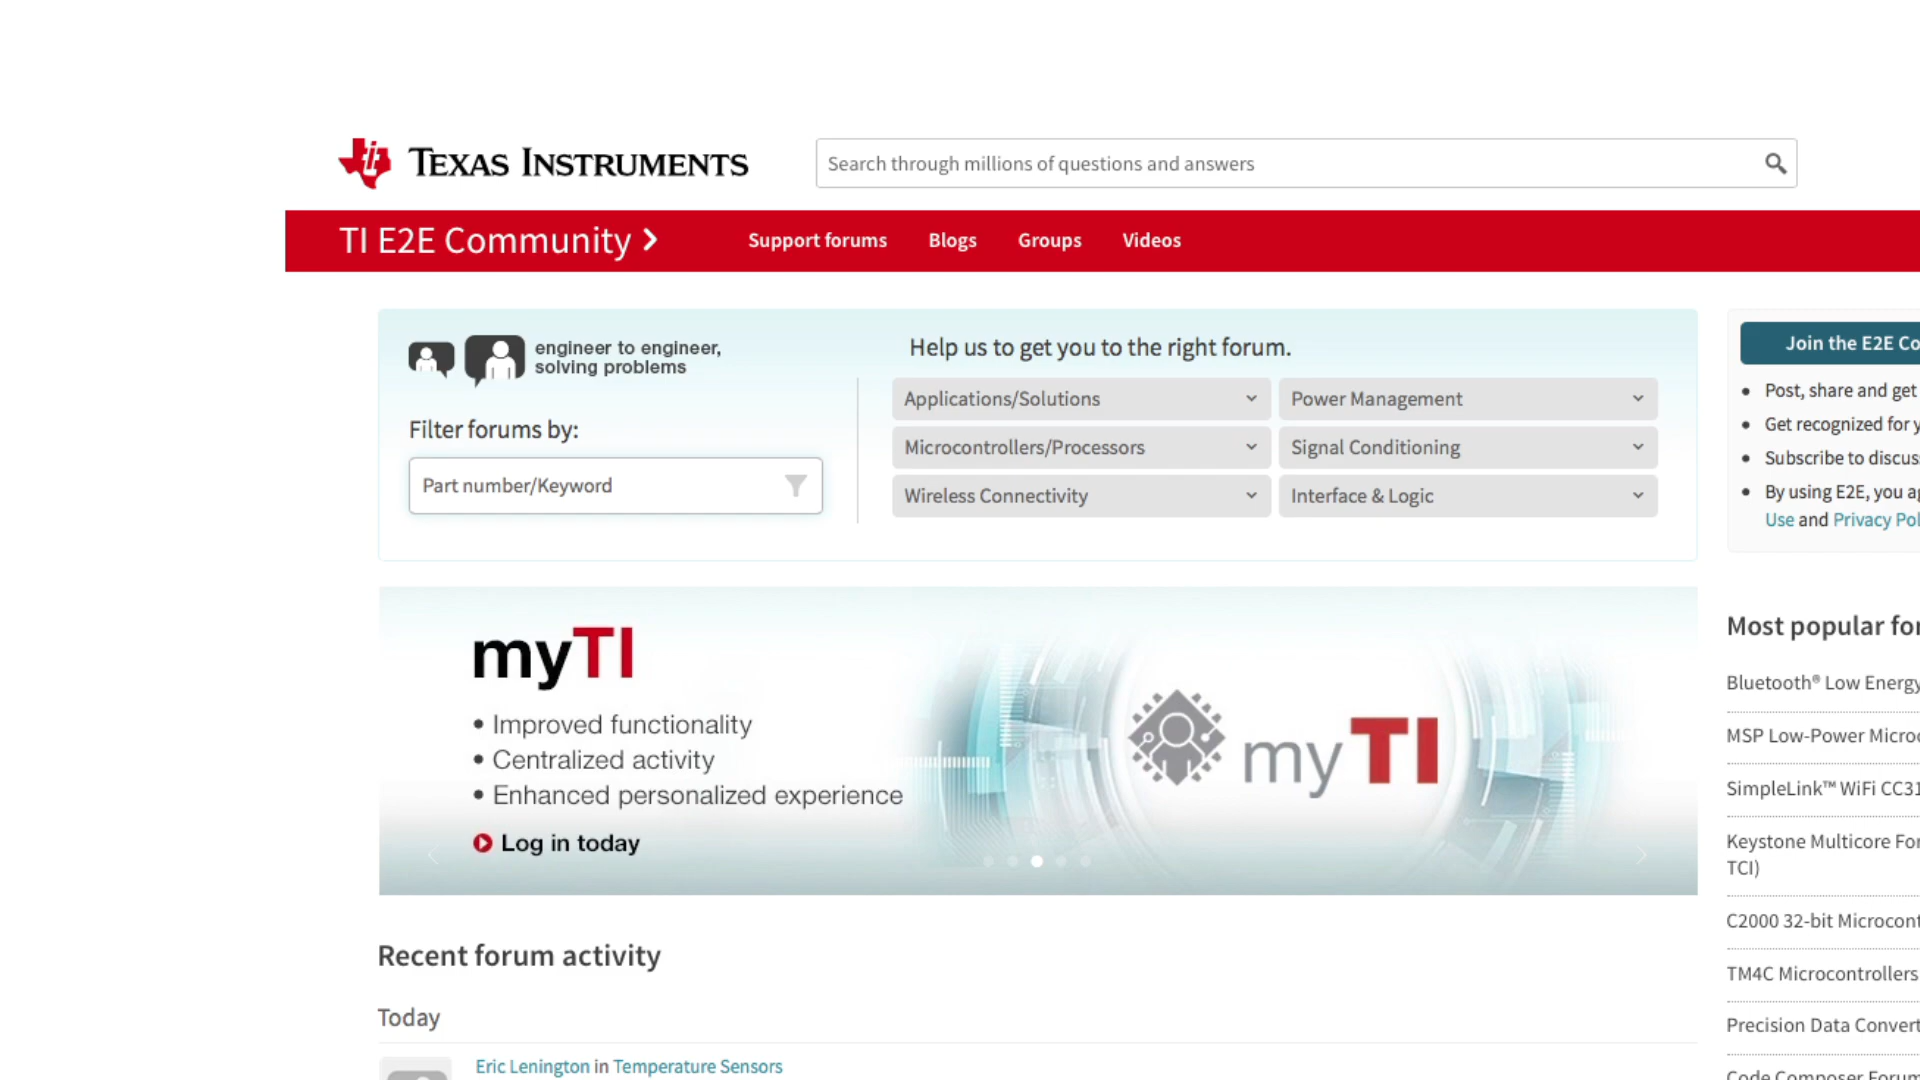 TEXAS INSTRUMENTS
Search through millions of questions and answers
TI E2E Community
Support forums
Blogs
Groups
Videos
engineer to engineer,
solving problems
Filter forums by:
Part number/Keyword
Help us to get you to the right forum.
Applications/Solutions
Power Management
Microcontrollers/Processors
Signal Conditioning
Wireless Connectivity
Interface & Logic
Join the E2E Co
• Post, share and get
• Get recognized for y
• Subscribe to discus
• By using E2E, you ag
Use and Privacy Pol
myTI
• Improved functionality
• Centralized activity
• Enhanced personalized experience
Log in today
my TI
Most popular for
Bluetooth® Low Energy
MSP Low-Power Microc
SimpleLink™ WiFi CC31
Keystone Multicore For
TCI)
C2000 32-bit Microcont
TM4C Microcontrollers
Precision Data Convert
Code Composer Forum
Recent forum activity
Today
Eric Lenington in Temperature Sensors